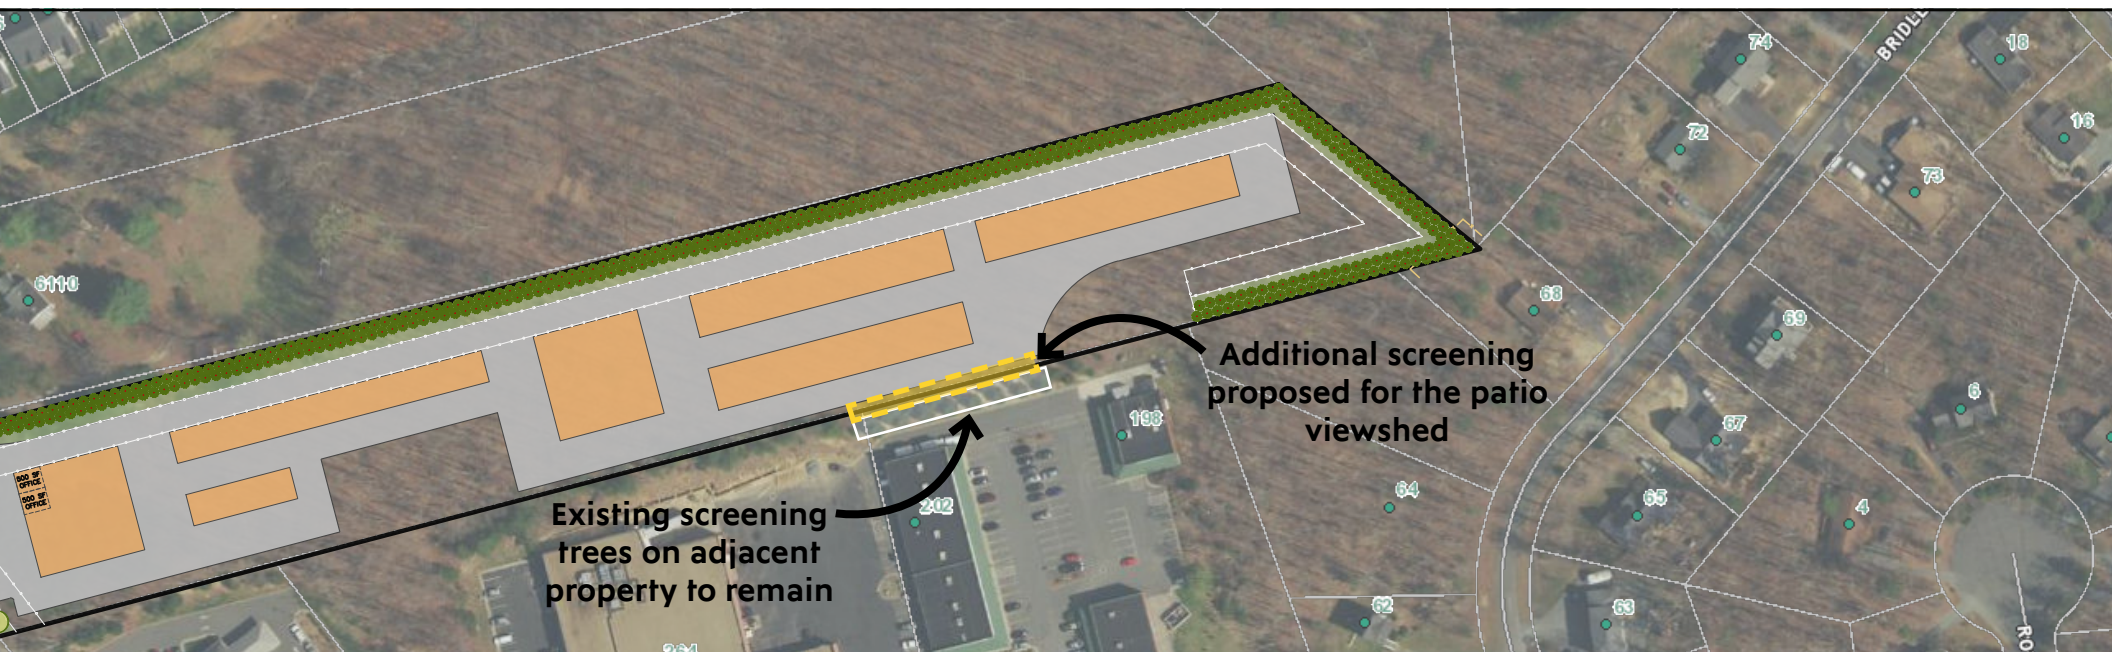 74
18
BRIDLE
16
72
73
6110
68
69
Additional screening
proposed for the patio
viewshed
6
198
67
500 SF
OFFICE
500 SF
OFFICE
64
65
4
202
Existing screening
trees on adjacent
property to remain
62
63
264
RO